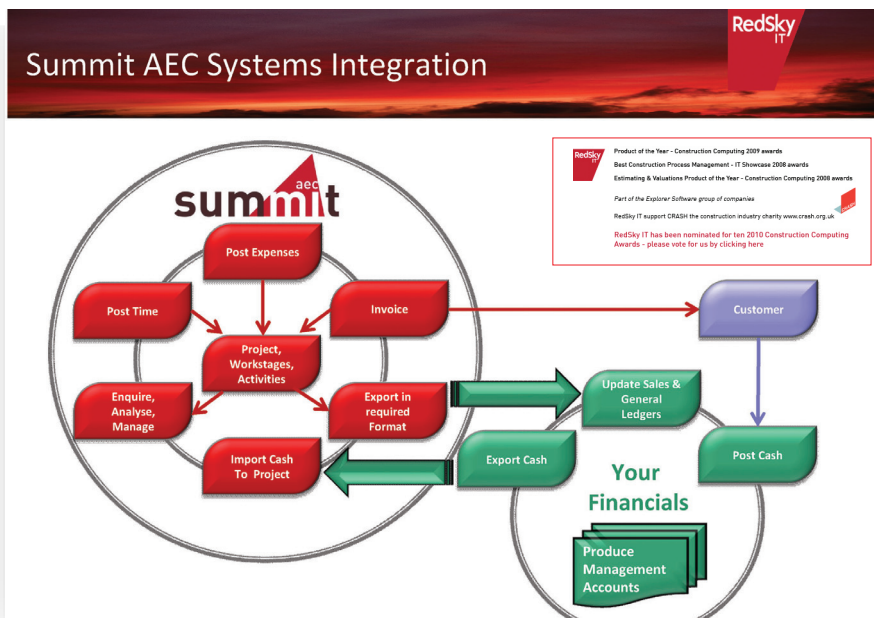 RedSky
IT
Summit AEC Systems Integration
RedSky
IT
Product of the Year - Construction Computing 2009 awards
Best Construction Process Management - IT Showcase 2008 awards
Estimating & Valuations Product of the Year - Construction Computing 2008 awards
Part of the Explorer Software group of companies
RedSky IT support CRASH the construction industry charity www.crash.org.uk
CRASH
RedSky IT has been nominated for ten 2010 Construction Computing
Awards - please vote for us by clicking here
aec
summit
Post Expenses
Post Time
Invoice
Customer
Project,
Workstages,
Activities
Enquire,
Analyse,
Manage
Export in
required
Format
Update Sales &
General
Ledgers
Import Cash
To Project
Export Cash
Post Cash
Your
Financials
Produce
Management
Accounts